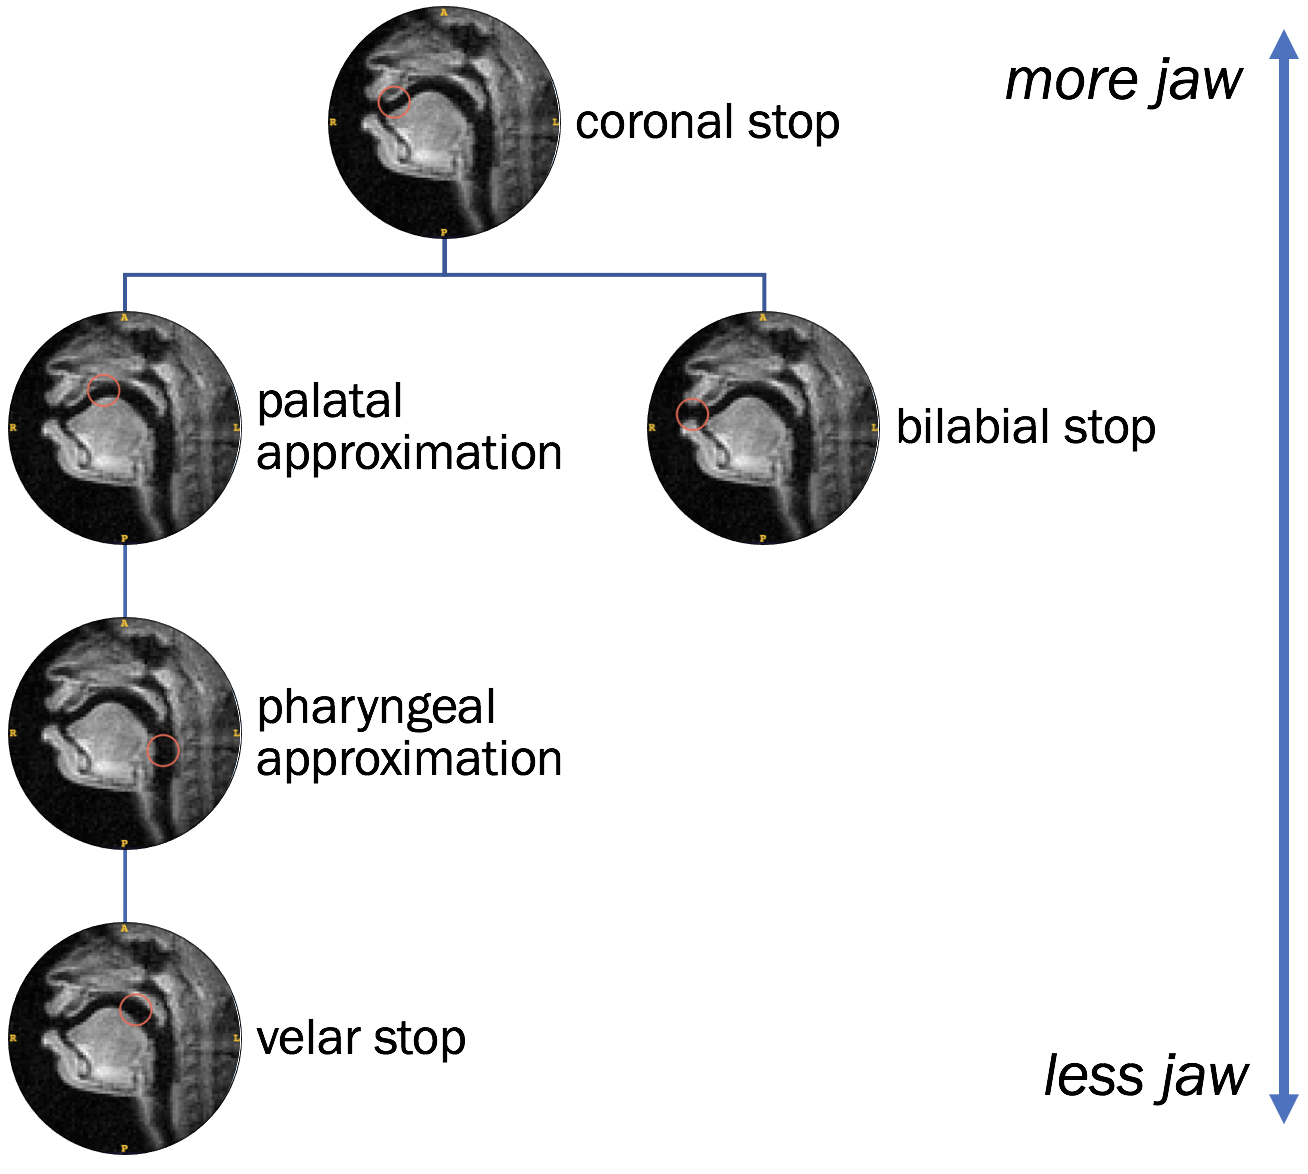 A
R
L
P
coronal stop
more jaw
A
R
L
P
palatal
approximation
A
R
L
P
bilabial stop
A
R
L
P
pharyngeal
approximation
A
R
L
P
velar stop
less jaw